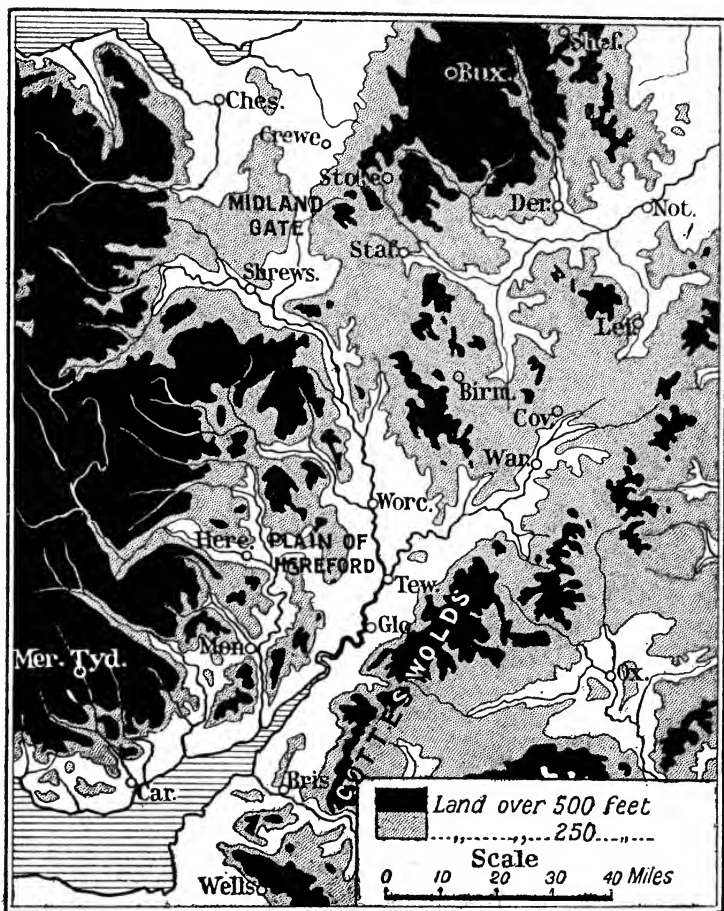 Shef.
Bux.
Ches.
Crewe
Stoke
MIDLAND
GATE
Der.
Not.
Staf.
Shrews.
Lei.
Birm.
Cov.
War.
Worc.
Here.
PLAIN OF
HEREFORD
Tew.
Glo
Mon
Mer. Tyd.
COTTESWOLDS
Ox.
Car.
Bris
Wells
Land over 500 feet
..,,........,,... 250....,,....
Scale
0 10 20 40 Miles